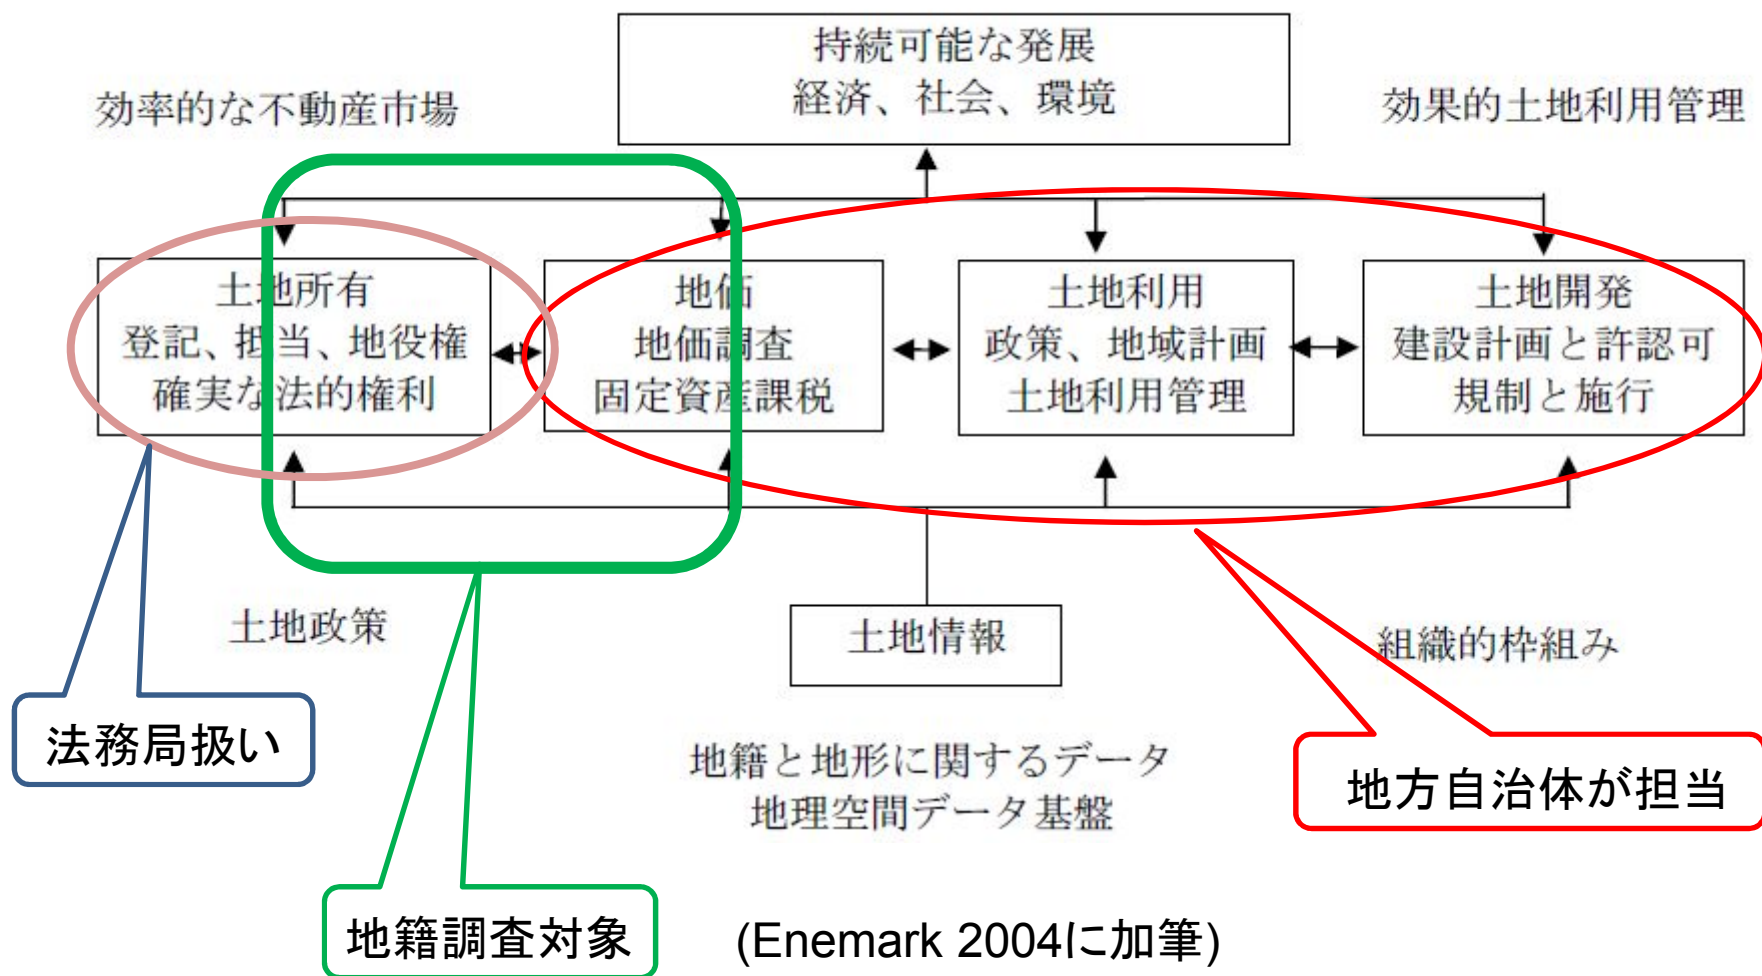 持続可能な発展
経済、社会、環境
効率的な不動産市場
効果的土地利用管理
土地所有
登記、抵当、地役権
確実な法的権利
地価
地価調査
固定資産課税
土地利用
政策、地域計画
土地利用管理
土地開発
建設計画と許認可
規制と施行
土地政策
土地情報
組織的枠組み
法務局扱い
地籍と地形に関するデータ
地理空間データ基盤
地方自治体が担当
地籍調査対象
(Enemark 2004に加筆)